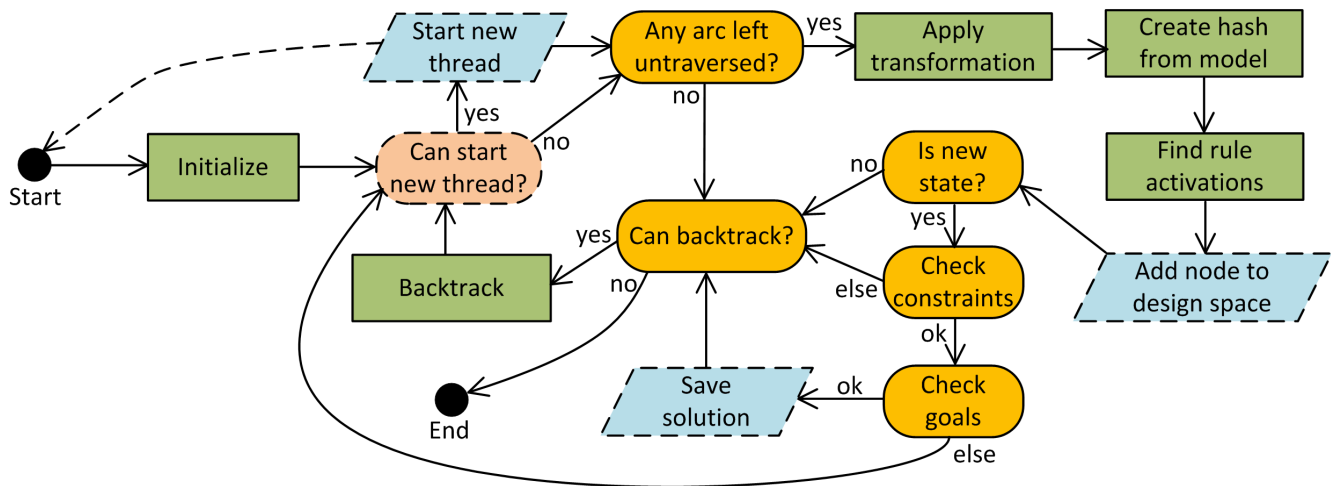 Start new
thread
Any arc left
untraversed?
yes
Apply
transformation
Create hash
from model
yes
no
no
Start
Initialize
Can start
new thread?
Is new
state?
no
Find rule
activations
yes
Can backtrack?
yes
no
Backtrack
Check
constraints
else
Add node to
design space
ok
Save
solution
ok
Check
goals
End
else